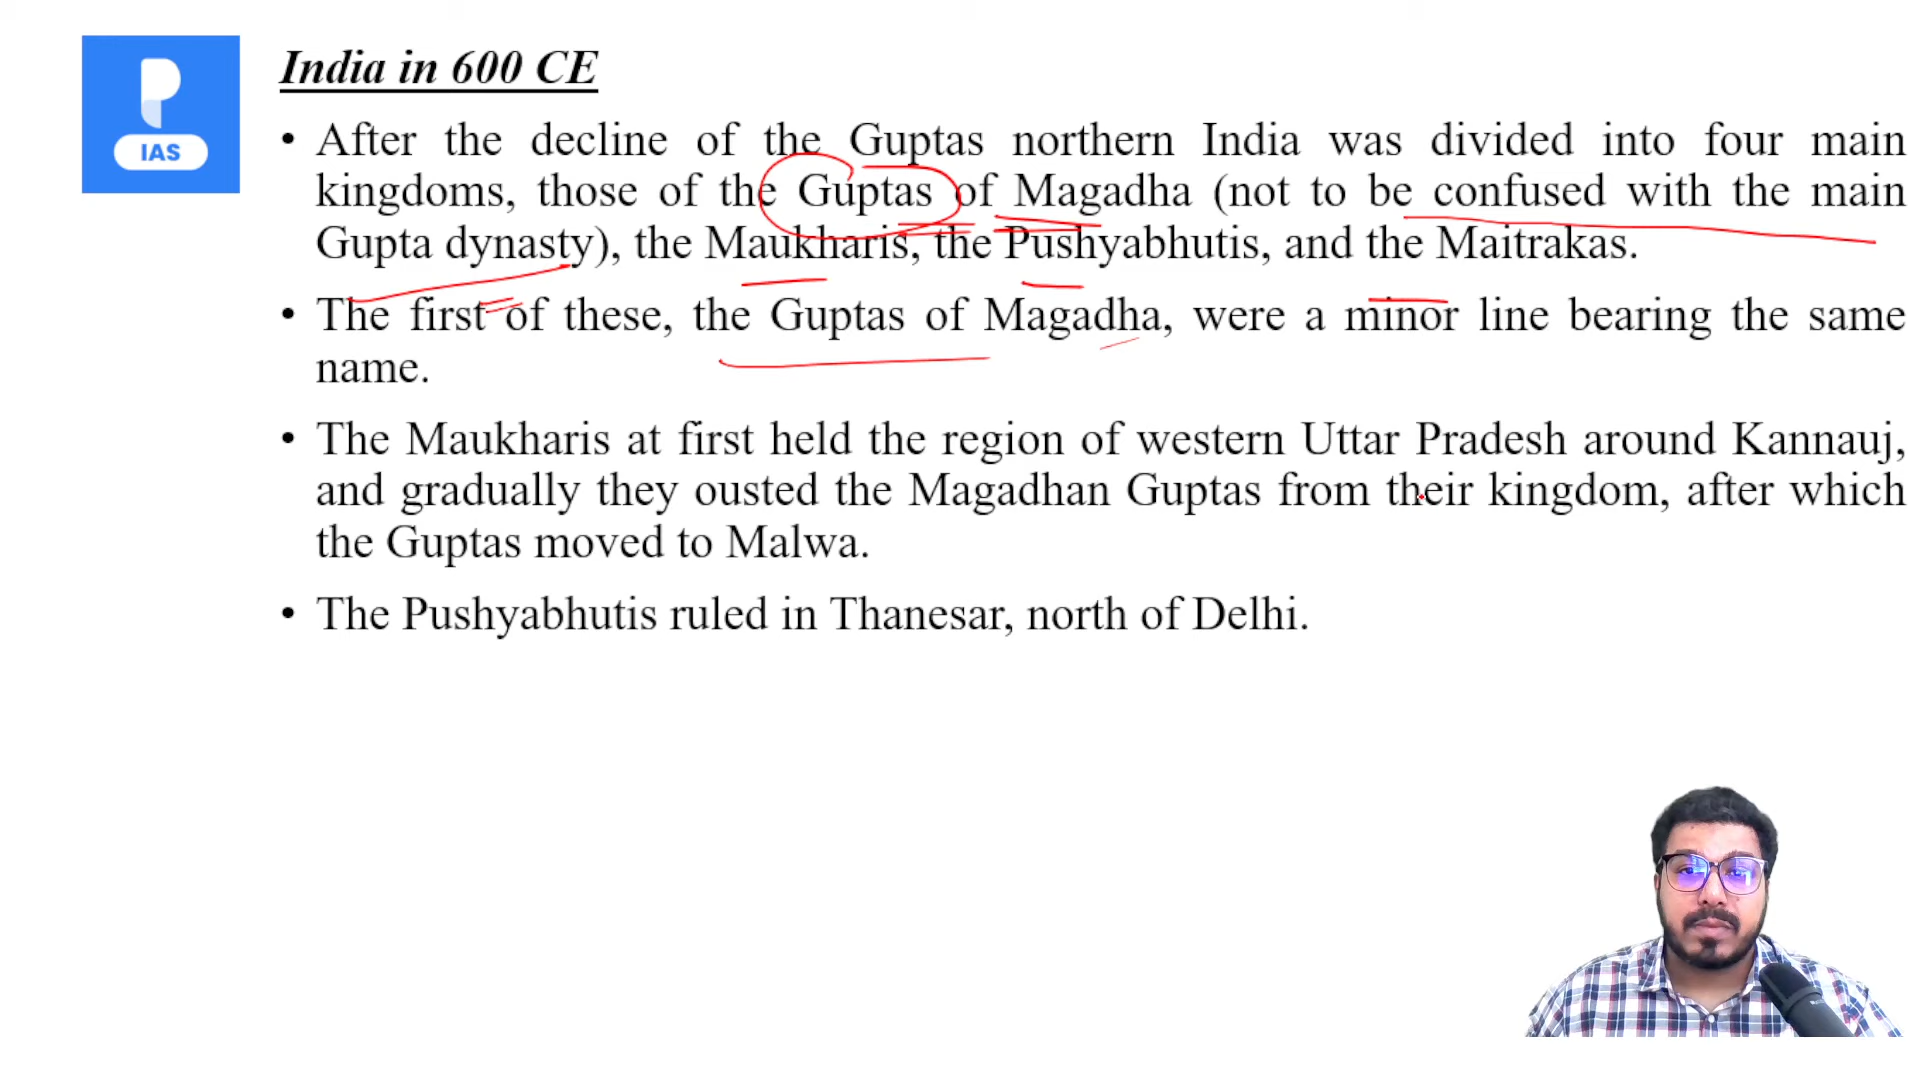 India in 600 CE
• After the decline of the Guptas northern India was divided into four main
kingdoms, those of the Guptas of Magadha (not to be confused with the main
Gupta dynasty), the Maukharis, the Pushyabhutis, and the Maitrakas.
• The first of these, the Guptas of Magadha, were a minor line bearing the same
name.
• The Maukharis at first held the region of western Uttar Pradesh around Kannauj,
and gradually they ousted the Magadhan Guptas from their kingdom, after which
the Guptas moved to Malwa.
• The Pushyabhutis ruled in Thanesar, north of Delhi.
P
IAS